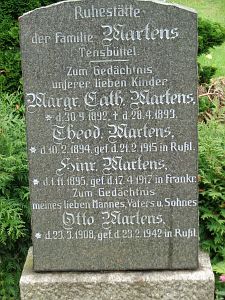 Ruhestätte
der Familie Martens
Tensbüttel.
Zum Gedächtnis
unserer lieben Kinder
Margr. Cath. Martens,
* d. 30.9.1892, † d. 28.4.1893.
Theod. Martens,
* d. 10.2.1894, gef. d. 21.2.1915 in Rußl.
Hinr. Martens,
* d. 1.11.1895, gef. d. 17.4.1917 in Frankr.
Zum Gedächtnis
meines lieben Mannes, Vaters u. Sohnes
Otto Martens
* d. 23.3.1908, gef. d. 23.2.1942 in Rußl.